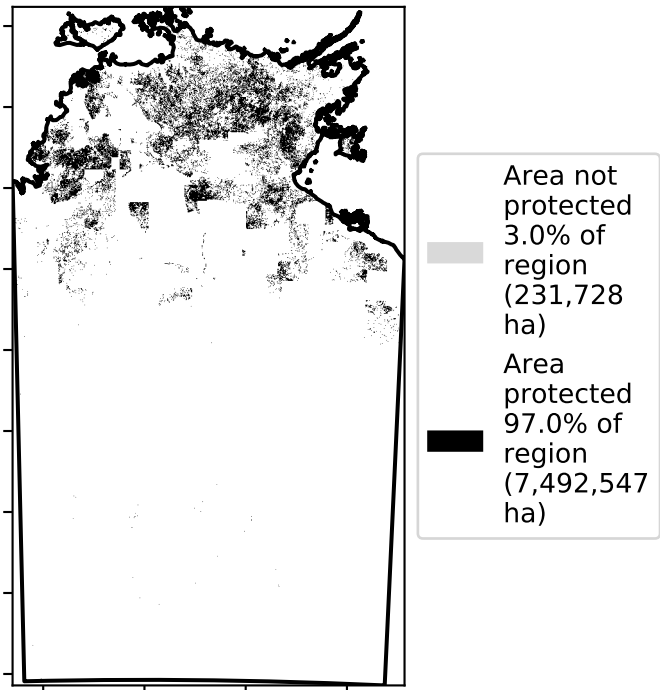 Area not
protected
3.0% of
region
(231,728
ha)
Area
protected
97.0% of
region
(7,492,547
ha)